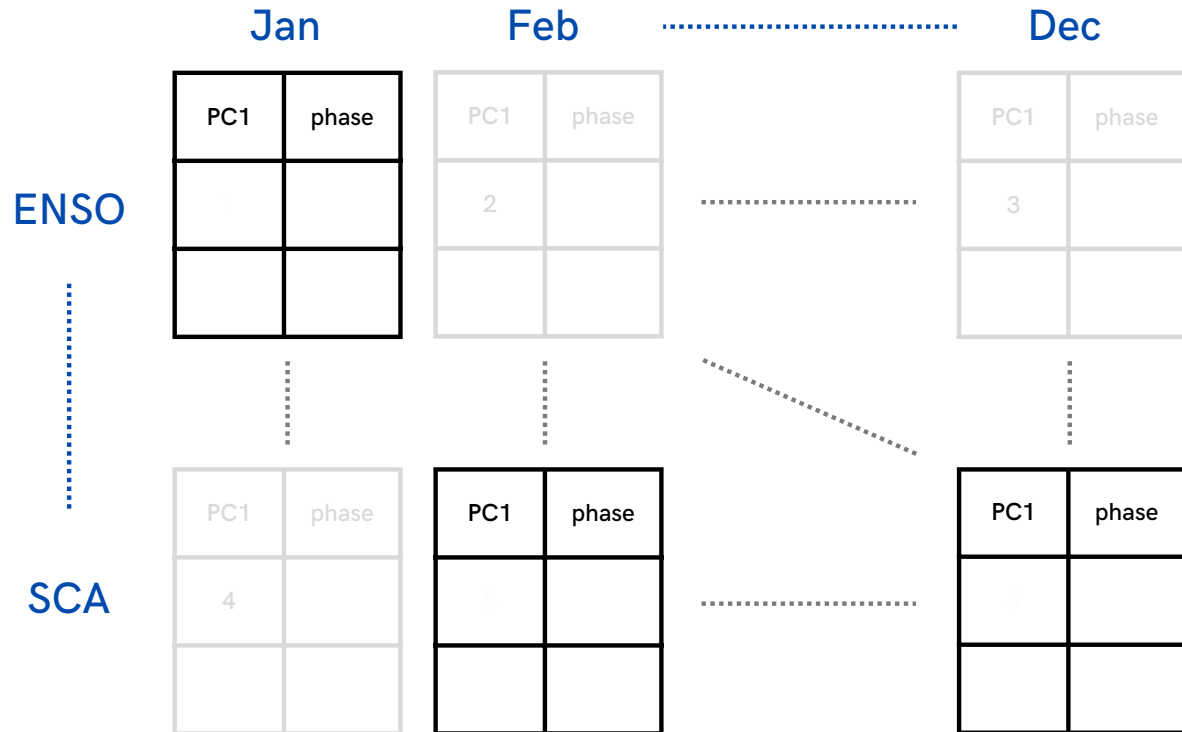 Jan Feb Dec
PC1 phase PC1 phase PC1 phase
ENSO 1 2 3
PC1 phase PC1 phase PC1 phase
SCA 4